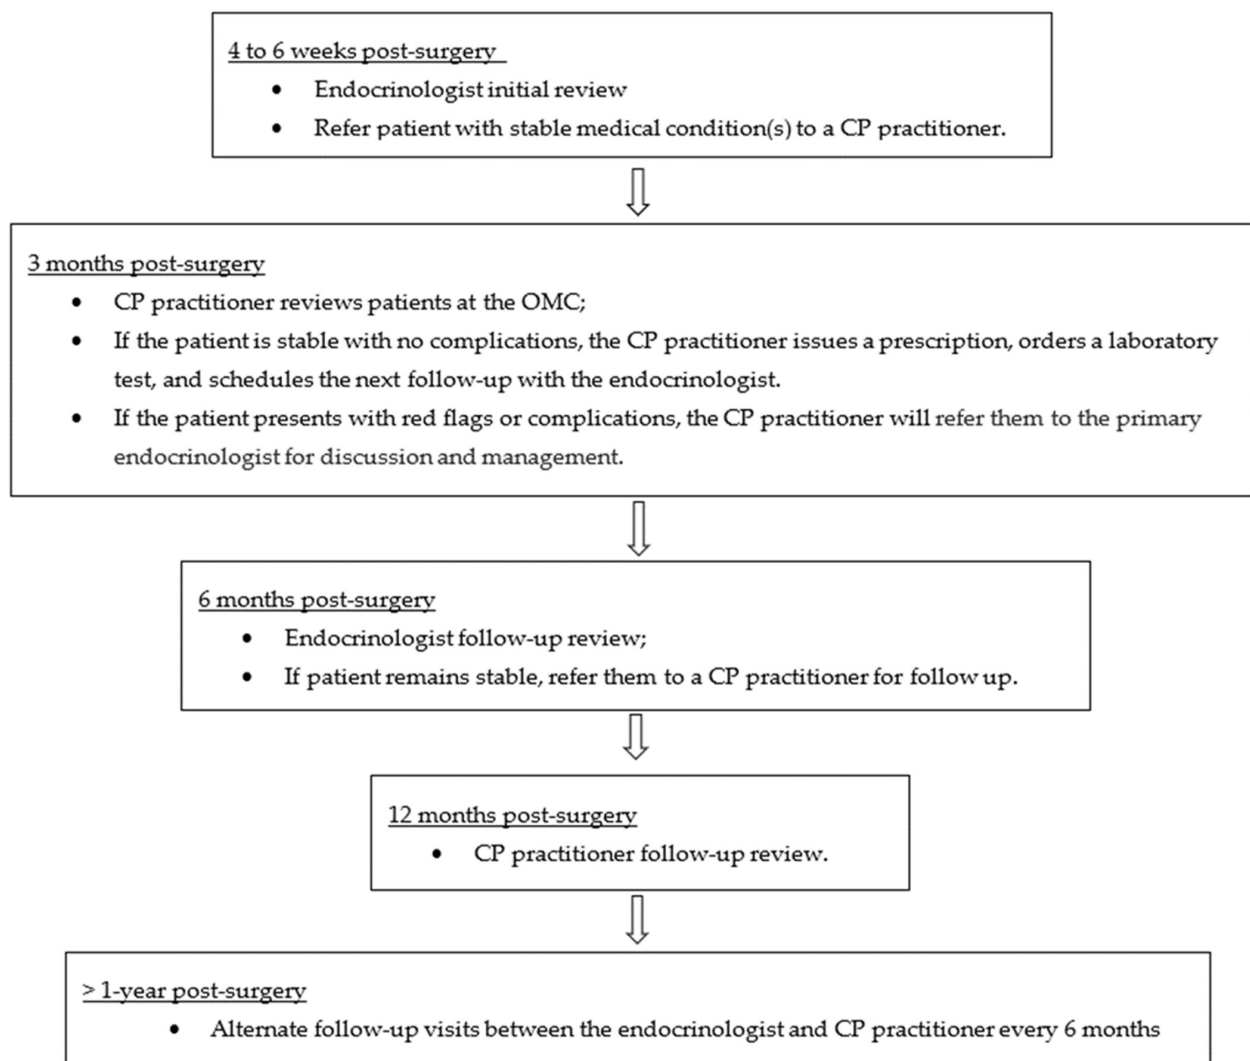 4 to 6 weeks post-surgery
• Endocrinologist initial review
• Refer patient with stable medical condition(s) to a CP practitioner.
3 months post-surgery
• CP practitioner reviews patients at the OMC;
• If the patient is stable with no complications, the CP practitioner issues a prescription, orders a laboratory
test, and schedules the next follow-up with the endocrinologist.
• If the patient presents with red flags or complications, the CP practitioner will refer them to the primary
endocrinologist for discussion and management.
6 months post-surgery
• Endocrinologist follow-up review;
• If patient remains stable, refer them to a CP practitioner for follow up.
12 months post-surgery
• CP practitioner follow-up review.
> 1-year post-surgery
• Alternate follow-up visits between the endocrinologist and CP practitioner every 6 months